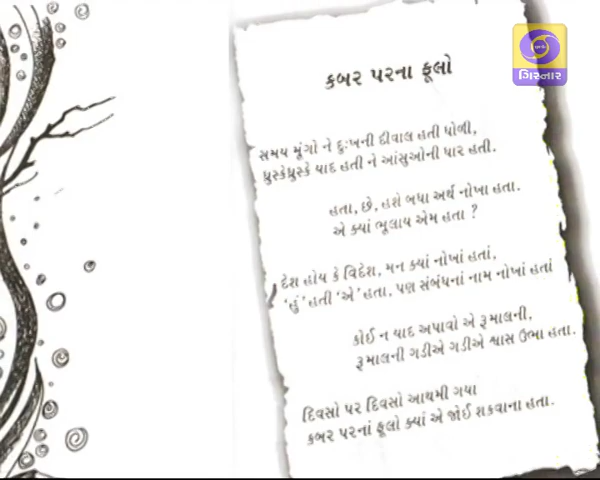 ગિરનાર
કબર પરના ફૂલો
સમય મૂંગો ને દુઃખની દીવાલ હતી ધોળી,
ધ્રુસ્કેધ્રુસ્કે યાદ હતી ને આંસુઓની ધાર હતી.
હતા, છે, હશે બધા અર્થ નોખા હતા.
એ ક્યાં ભૂલાય એમ હતા ?
દેશ હોય કે વિદેશ, મન ક્યાં નોખાં હતાં,
'હું' હતી 'એ' હતા, પણ સંબંધનાં નામ નોખાં હતાં
કોઈ ન યાદ અપાવો એ રૂમાલની,
રૂમાલની ગડીએ ગડીએ શ્વાસ ઉભા હતા.
દિવસો પર દિવસો આથમી ગયા
કબર પરનાં ફૂલો ક્યાં એ જોઈ શકવાના હતા.